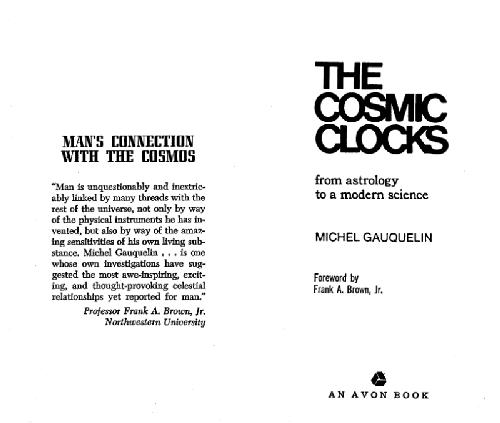 MAN'S CONNECTION
WITH THE COSMOS
"Man is unquestionably and inextric-
ably linked by many threads with the
rest of the universe, not only by way
of the physical instruments he has in-
vented, but also by way of the amaz-
ing sensitivities of his own living sub-
stance. Michel Gauquelin . . . is one
whose own investigations have sug-
gested the most awe-inspiring, excit-
ing, and thought-provoking celestial
relationships yet reported for man."
Professor Frank A. Brown, Jr.
Northwestern University
THE
COSMIC
CLOCKS
from astrology
to a modern science
MICHEL GAUQUELIN
Foreword by
Frank A. Brown, Jr.
AN AVON BOOK